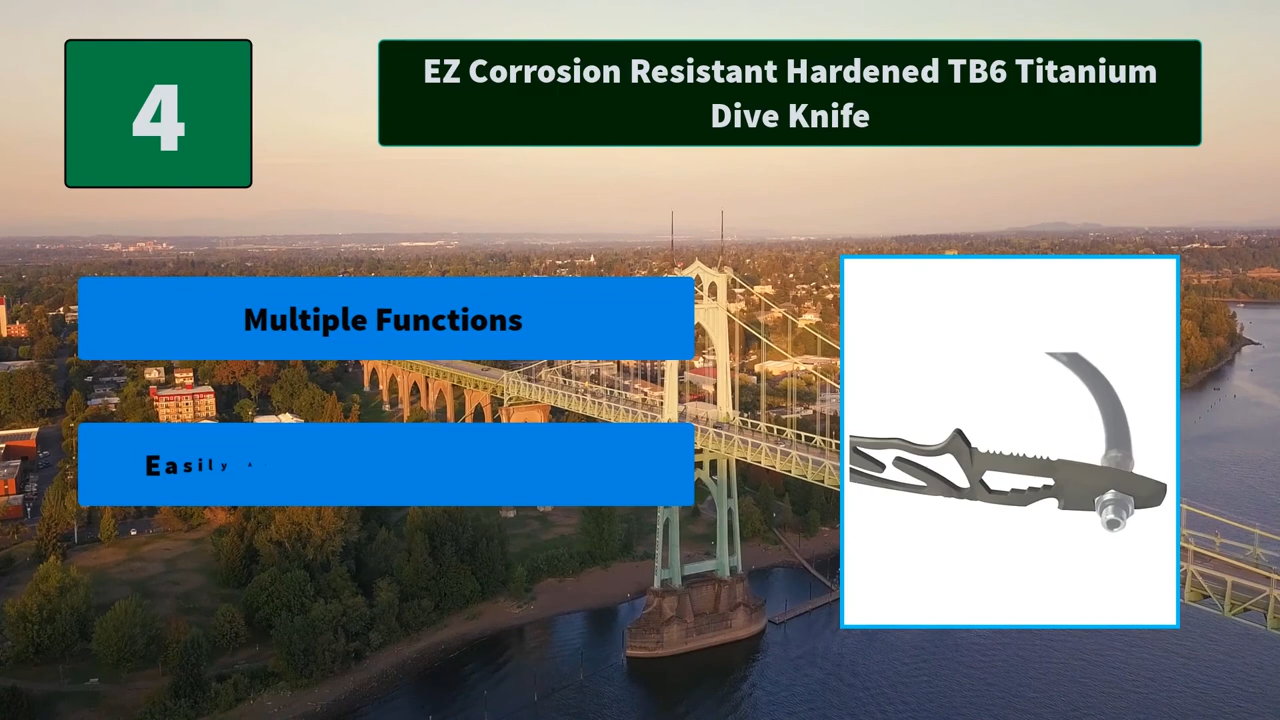 4
EZ Corrosion Resistant Hardened TB6 Titanium
Dive Knife
Multiple Functions
Easily